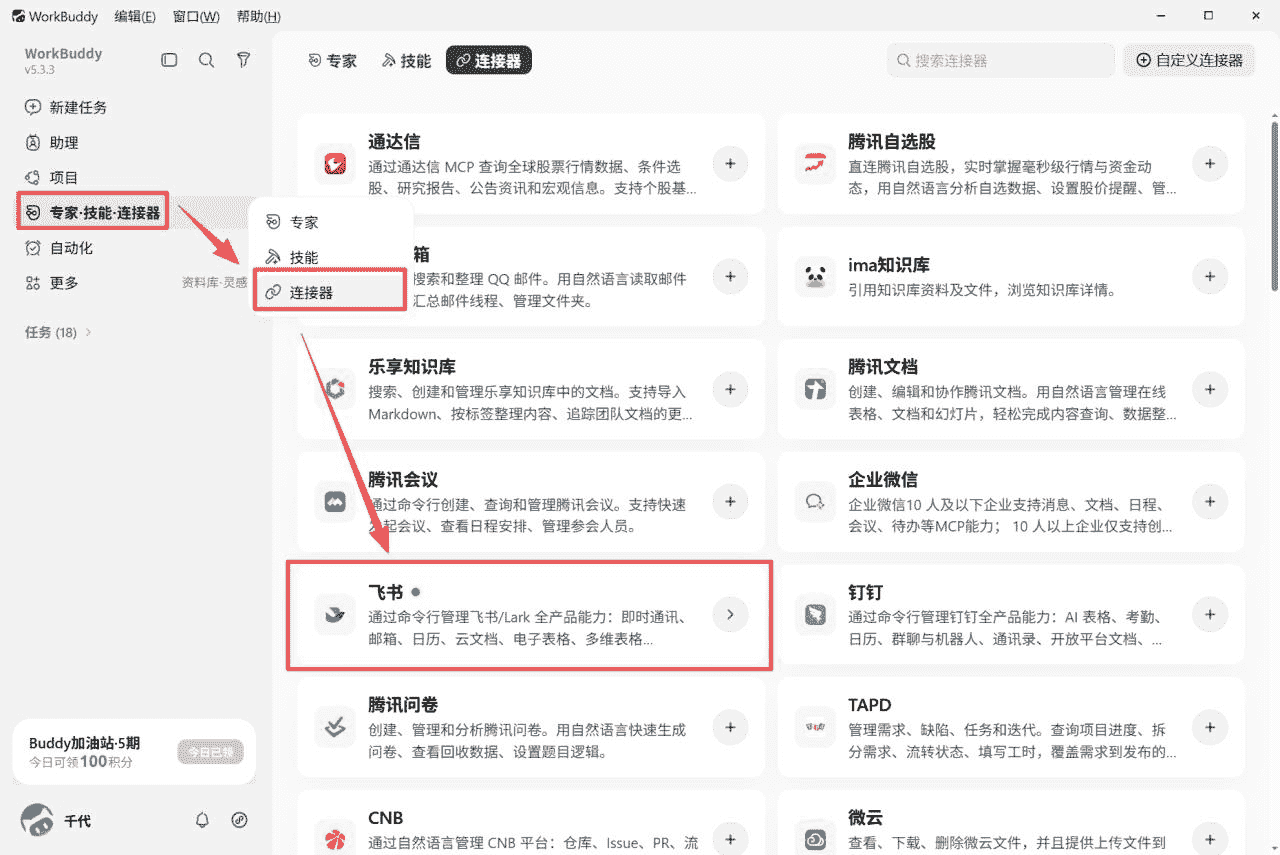 WorkBuddy 编辑(E) 窗口(W) 帮助(H)
WorkBuddy
v5.3.3
新建任务
助理
项目
专家·技能·连接器
自动化
更多
资料库·灵感
任务 (18)
专家
技能
连接器
Buddy加油站·5期
今日可领100积分
今日已领
千代
专家 技能 连接器
搜索连接器
自定义连接器
通达信
通过通达信 MCP 查询全球股票行情数据、条件选
股、研究报告、公告资讯和宏观信息。支持个股基...
腾讯自选股
直连腾讯自选股，实时掌握毫秒级行情与资金动
态，用自然语言分析自选数据、设置股价提醒、管...
箱
搜索和整理 QQ 邮件。用自然语言读取邮件
汇总邮件线程、管理文件夹。
ima知识库
引用知识库资料及文件，浏览知识库详情。
乐享知识库
搜索、创建和管理乐享知识库中的文档。支持导入
Markdown、按标签整理内容、追踪团队文档的更...
腾讯文档
创建、编辑和协作腾讯文档。用自然语言管理在线
表格、文档和幻灯片，轻松完成内容查询、数据整...
腾讯会议
通过命令行创建、查询和管理腾讯会议。支持快速
发起会议、查看日程安排、管理参会人员。
企业微信
企业微信10 人及以下企业支持消息、文档、日程、
会议、待办等MCP能力； 10 人以上企业仅支持创...
飞书
通过命令行管理飞书/Lark 全产品能力：即时通讯、
邮箱、日历、云文档、电子表格、多维表格...
钉钉
通过命令行管理钉钉全产品能力：AI 表格、考勤、
日历、群聊与机器人、通讯录、开放平台文档、...
腾讯问卷
创建、管理和分析腾讯问卷。用自然语言快速生成
问卷、查看回收数据、设置题目逻辑。
TAPD
管理需求、缺陷、任务和迭代。查询项目进度、拆
分需求、流转状态、填写工时，覆盖需求到发布的...
CNB
通过自然语言管理 CNB 平台：仓库、Issue、PR、流
微云
查看、下载、删除微云文件，并且提供上传文件到